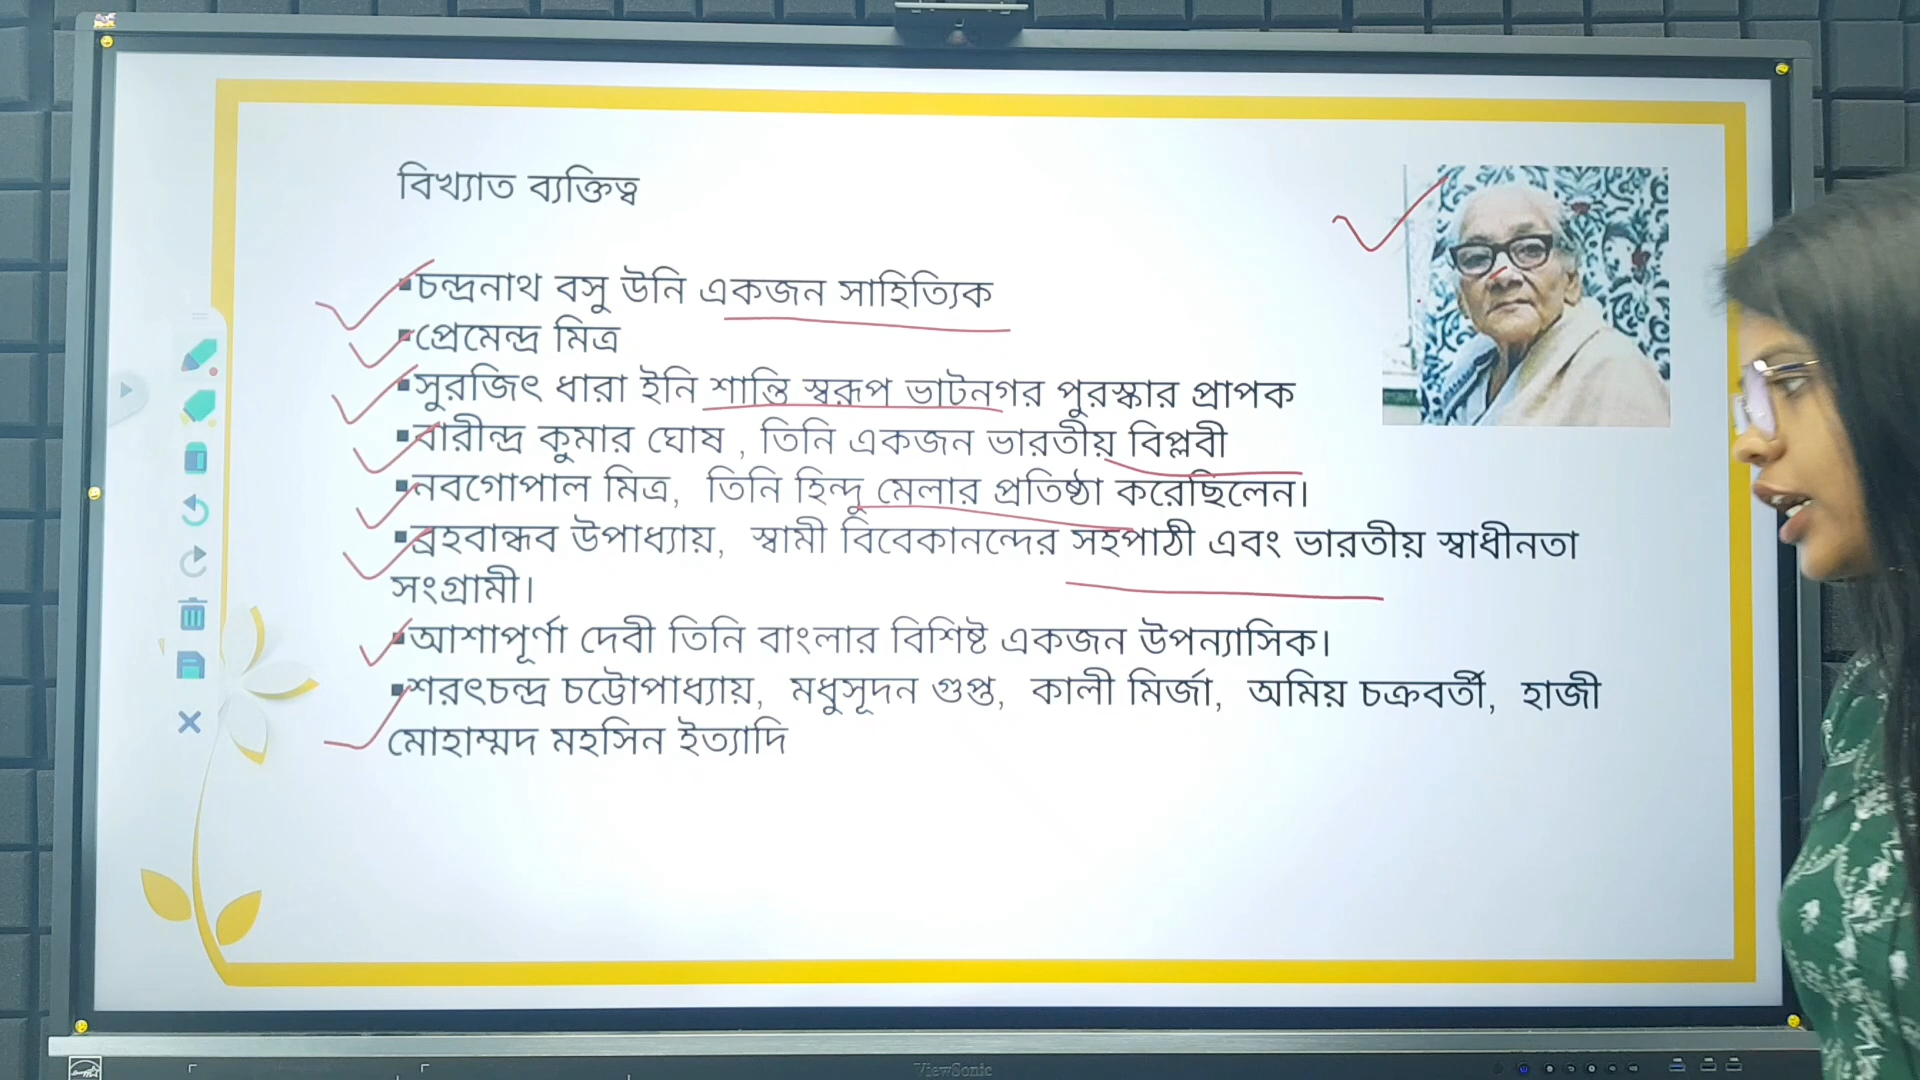 বিখ্যাত ব্যক্তিত্ব
▪চন্দ্রনাথ বসু উনি একজন সাহিত্যিক
▪প্রেমেন্দ্র মিত্র
▪সুরজিৎ ধারা ইনি শান্তি স্বরূপ ভাটনগর পুরস্কার প্রাপক
▪বারীন্দ্র কুমার ঘোষ , তিনি একজন ভারতীয় বিপ্লবী
▪নবগোপাল মিত্র, তিনি হিন্দু মেলার প্রতিষ্ঠা করেছিলেন।
▪ব্রহবান্ধব উপাধ্যায়, স্বামী বিবেকানন্দের সহপাঠী এবং ভারতীয় স্বাধীনতা
সংগ্রামী।
▪আশাপূর্ণা দেবী তিনি বাংলার বিশিষ্ট একজন উপন্যাসিক।
▪শরৎচন্দ্র চট্টোপাধ্যায়, মধুসূদন গুপ্ত, কালী মির্জা, অমিয় চক্রবর্তী, হাজী
মোহাম্মদ মহসিন ইত্যাদি
ViewSonic